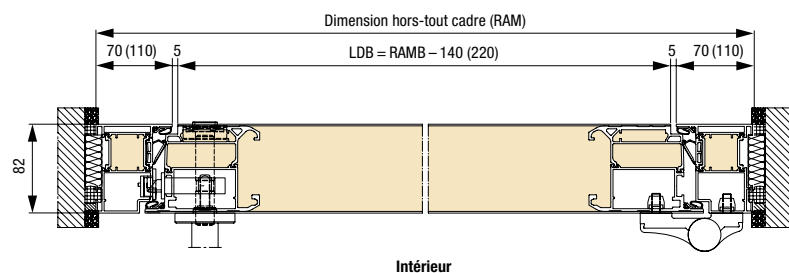 Dimension hors-tout cadre (RAM)
70 (110) 5 LDB = RAMB – 140 (220) 5 70 (110)
82
Intérieur